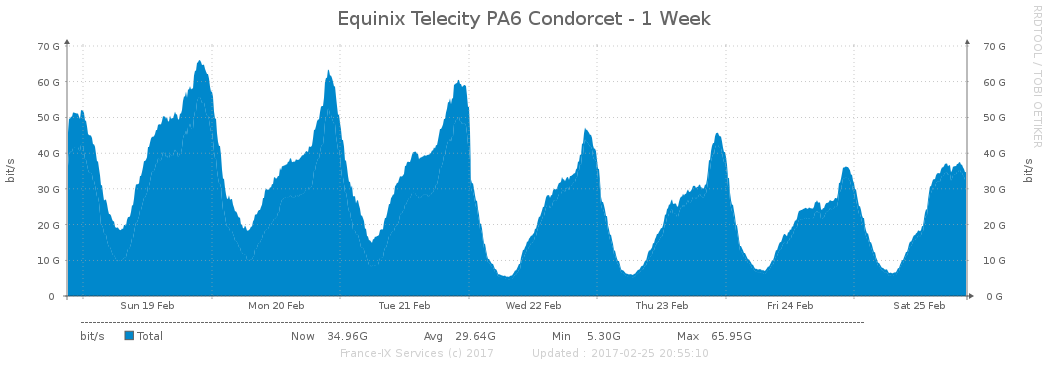 Equinix Telecity PA6 Condorcet - 1 Week
RRDTOOL / TOBI OETIKER
bit/s
bit/s
70 G 70 G
60 G 60 G
50 G 50 G
40 G 40 G
30 G 30 G
20 G 20 G
10 G 10 G
0 0 G
Sun 19 Feb Mon 20 Feb Tue 21 Feb Wed 22 Feb Thu 23 Feb Fri 24 Feb Sat 25 Feb
bit/s Total Now 34.96G Avg 29.64G Min 5.30G Max 65.95G
France-IX Services (c) 2017 Updated : 2017-02-25 20:55:10